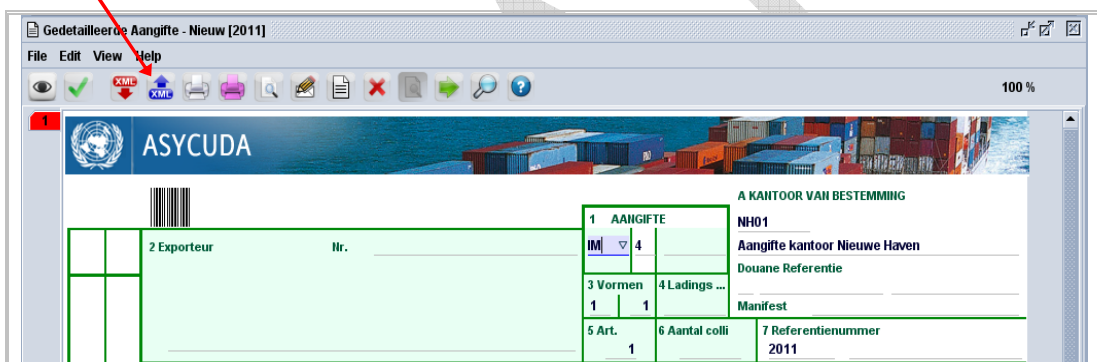 Gedetailleerde Aangifte - Nieuw [2011]
File Edit View Help
XML XML 100 %
1
ASYCUDA
A KANTOOR VAN BESTEMMING
1 AANGIFTE
NH01
2 Exporteur Nr.
IM 4
Aangifte kantoor Nieuwe Haven
Douane Referentie
3 Vormen 4 Ladings ...
1 1
Manifest
5 Art. 6 Aantal colli 7 Referentienummer
1 2011